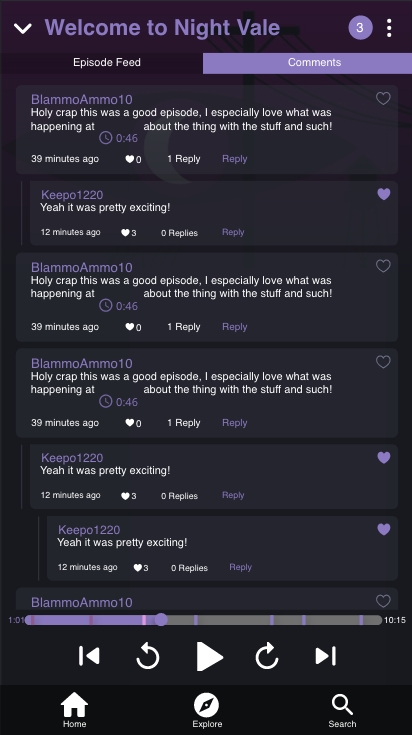 Welcome to Night Vale
3
Episode Feed
Comments
BlammoAmmo10
Holy crap this was a good episode, I especially love what was
happening at 0:46 about the thing with the stuff and such!
39 minutes ago 0 1 Reply Reply
Keepo1220
Yeah it was pretty exciting!
12 minutes ago 3 0 Replies Reply
BlammoAmmo10
Holy crap this was a good episode, I especially love what was
happening at 0:46 about the thing with the stuff and such!
39 minutes ago 0 1 Reply Reply
BlammoAmmo10
Holy crap this was a good episode, I especially love what was
happening at 0:46 about the thing with the stuff and such!
39 minutes ago 0 1 Reply Reply
Keepo1220
Yeah it was pretty exciting!
12 minutes ago 3 0 Replies Reply
Keepo1220
Yeah it was pretty exciting!
12 minutes ago 3 0 Replies Reply
BlammoAmmo10
1:01 10:15
Home Explore Search